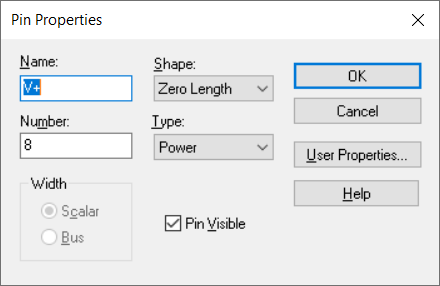 Pin Properties
Name:
V+
Shape:
Zero Length
OK
Cancel
Number:
8
Type:
Power
User Properties...
Width
Scalar
Bus
Pin Visible
Help